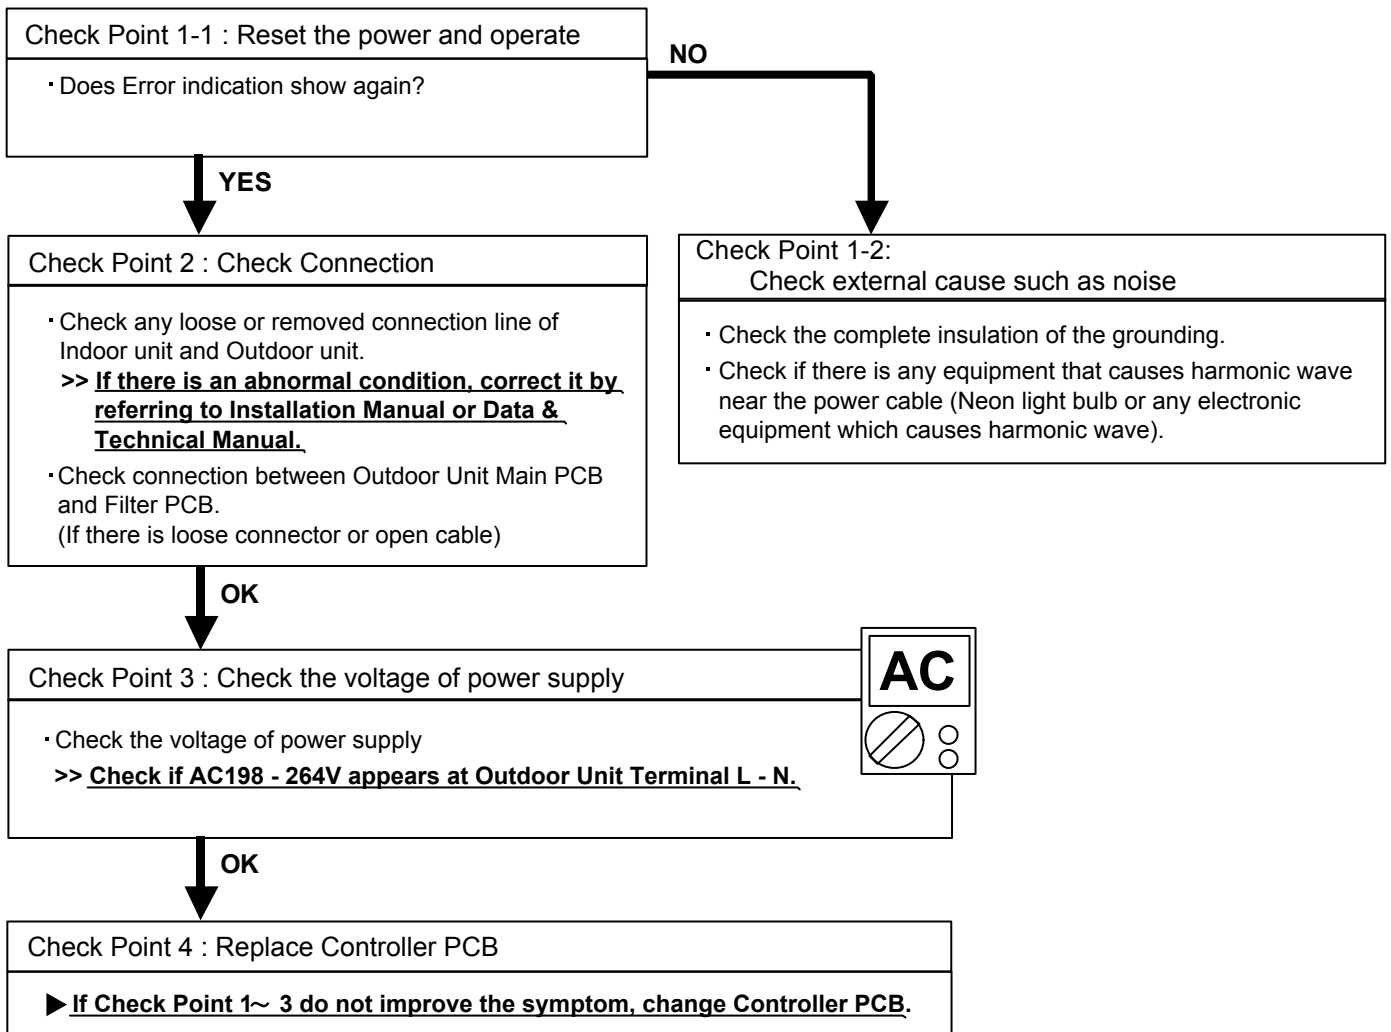 Check Point 1-1 : Reset the power and operate
・Does Error indication show again?
NO
YES
Check Point 1-2:
Check external cause such as noise
・Check the complete insulation of the grounding.
・Check if there is any equipment that causes harmonic wave
near the power cable (Neon light bulb or any electronic
equipment which causes harmonic wave).
Check Point 2 : Check Connection
・Check any loose or removed connection line of
Indoor unit and Outdoor unit.
>> If there is an abnormal condition, correct it by
referring to Installation Manual or Data &
Technical Manual.
・Check connection between Outdoor Unit Main PCB
and Filter PCB.
(If there is loose connector or open cable)
OK
Check Point 3 : Check the voltage of power supply
AC
・Check the voltage of power supply
>> Check if AC198 - 264V appears at Outdoor Unit Terminal L - N.
OK
Check Point 4 : Replace Controller PCB
▶ If Check Point 1～ 3 do not improve the symptom, change Controller PCB.